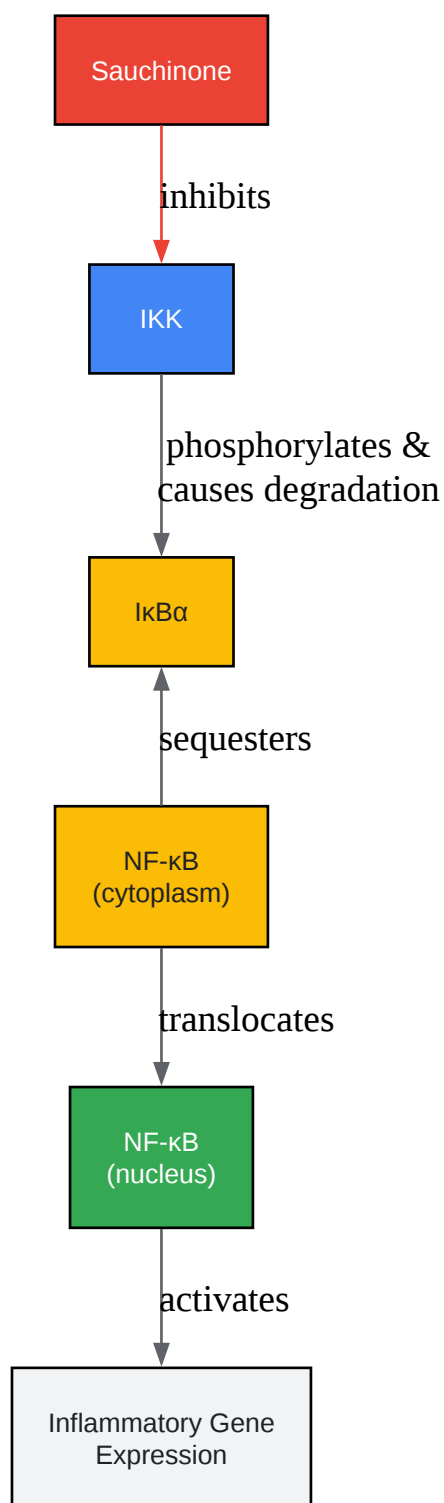 Sauchinone
inhibits
IKK
phosphorylates &
causes degradation
IκBα
sequesters
NF-κB
(cytoplasm)
translocates
NF-κB
(nucleus)
activates
Inflammatory Gene
Expression